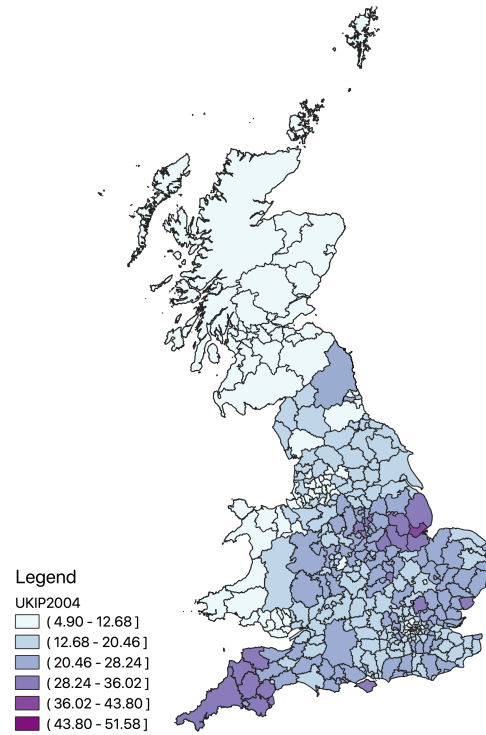 Legend
UKIP2004
( 4.90 - 12.68 ]
( 12.68 - 20.46 ]
( 20.46 - 28.24 ]
( 28.24 - 36.02 ]
( 36.02 - 43.80 ]
( 43.80 - 51.58 ]